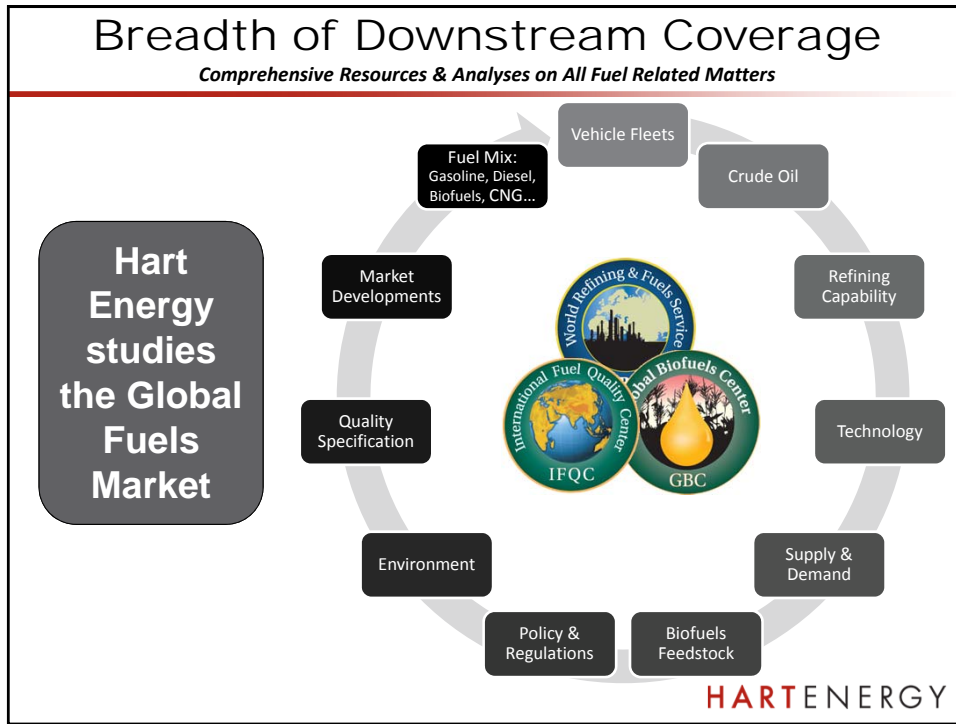 Breadth of Downstream Coverage
Comprehensive Resources & Analyses on All Fuel Related Matters
Hart
Energy
studies
the Global
Fuels
Market
Vehicle Fleets
Crude Oil
Refining
Capability
Technology
Supply &
Demand
Biofuels
Feedstock
Policy &
Regulations
Environment
Quality
Specification
Market
Developments
Fuel Mix:
Gasoline, Diesel,
Biofuels, CNG...
World Refining & Fuels Service
International Fuel Quality Center
IFQC
Global Biofuels Center
GBC
HARTENERGY